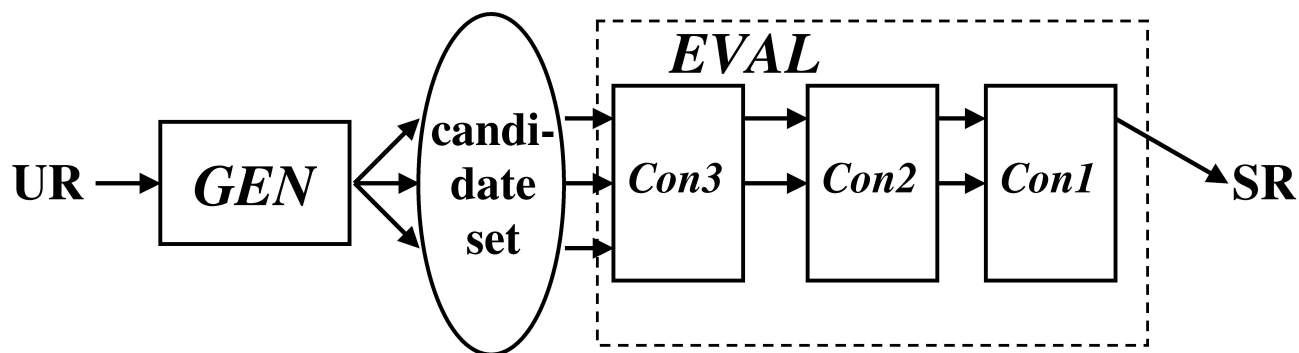 UR
GEN
candi-
date
set
EVAL
Con3
Con2
Con1
SR